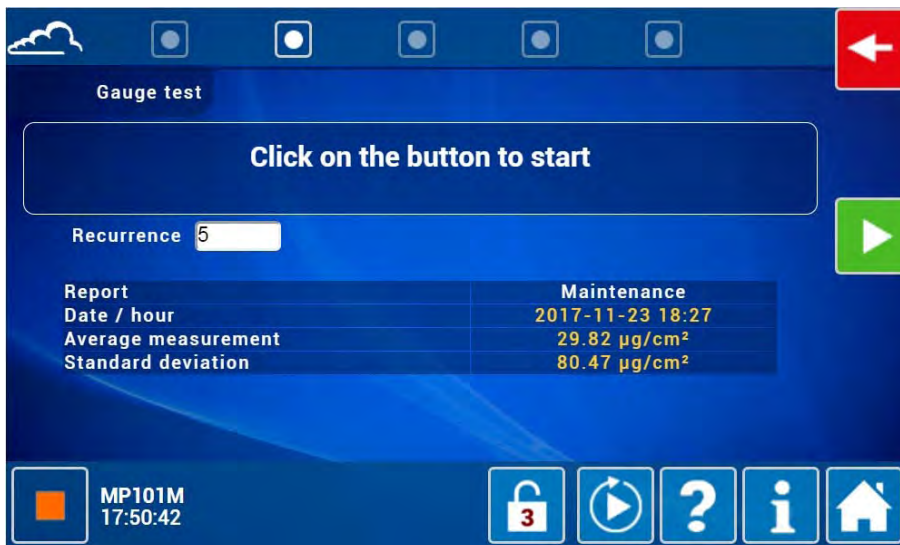 Gauge test
Click on the button to start
Recurrence 5
Report Maintenance
Date / hour 2017-11-23 18:27
Average measurement 29.82 µg/cm²
Standard deviation 80.47 µg/cm²
MP101M
17:50:42
3
?
i